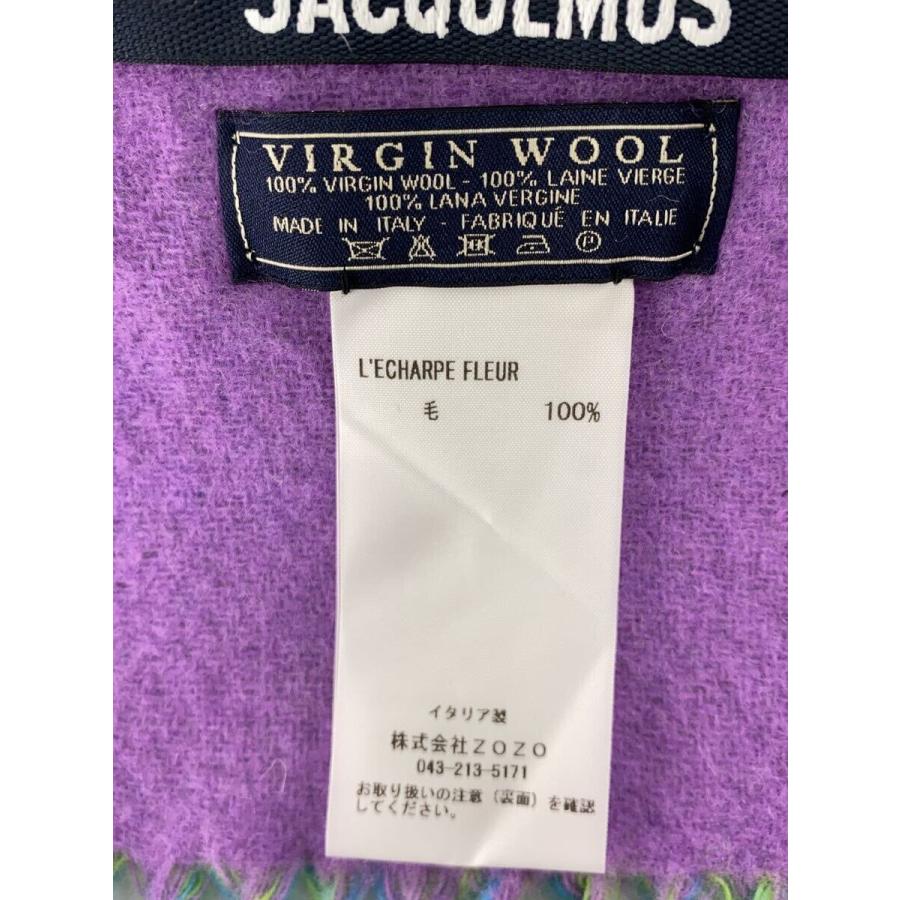 JACQUEMUS
VIRGIN WOOL
100% VIRGIN WOOL - 100% LAINE VIERGE
100% LANA VERGINE
MADE IN ITALY - FABRIQUÉ EN ITALIE
P
L'ECHARPE FLEUR
毛 100%
イタリア製
株式会社ZOZO
043-213-5171
お取り扱いの注意(裏面)を確認
してください。